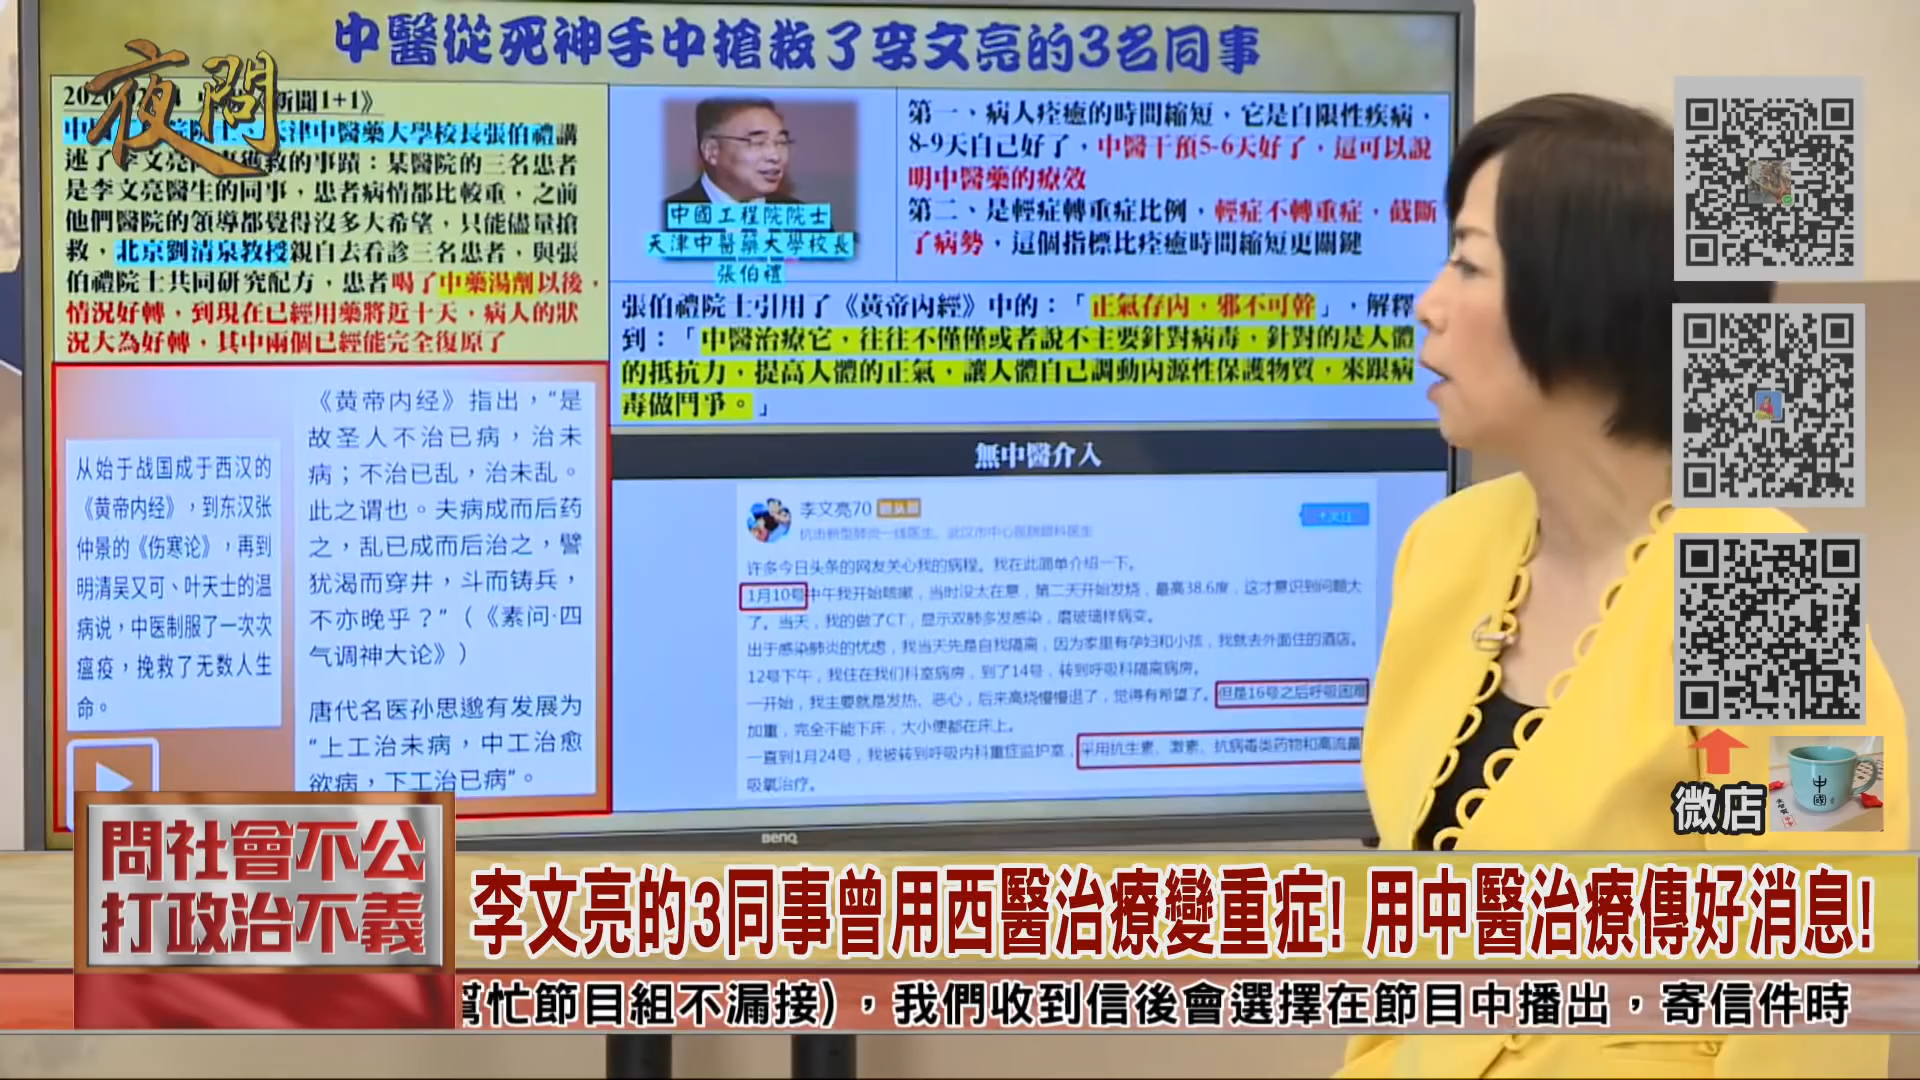 中醫從死神手中搶救了李文亮的3名同事
夜問
新聞1+1》
津中醫藥大學校長張伯禮講
救的事蹟：某醫院的三名患者
是李文亮醫生的同事，患者病情都比較重，之前
他們醫院的領導都覺得沒多大希望，只能儘量搶
救，北京劉清泉教授親自去看診三名患者，與張
伯禮院士共同研究配方，患者喝了中藥湯劑以後，
情況好轉，到現在已經用藥將近十天，病人的狀
況大為好轉，其中兩個已經能完全復原了
中國工程院院士
天津中醫藥大學校長
張伯禮
第一、病人痊癒的時間縮短，它是自限性疾病，
8-9天自己好了，中醫干預5-6天好了，這可以說
明中醫藥的療效
第二、是輕症轉重症比例，輕症不轉重症，截斷
了病勢，這個指標比痊癒時間縮短更關鍵
張伯禮院士引用了《黃帝內經》中的：「正氣存內，邪不可幹」，解釋
到：「中醫治療它，往往不僅僅或者說不主要針對病毒，針對的是人體
的抵抗力，提高人體的正氣，讓人體自己調動內源性保護物質，來跟病
毒做鬥爭。」
从始于战国成于西汉的
《黄帝内经》，到东汉张
仲景的《伤寒论》，再到
明清吴又可、叶天士的温
病说，中医制服了一次次
瘟疫，挽救了无数人生
命。
《黄帝内经》指出，“是
故圣人不治已病，治未
病；不治已乱，治未乱。
此之谓也。夫病成而后药
之，乱已成而后治之，譬
犹渴而穿井，斗而铸兵，
不亦晚乎？”（《素问·四
气调神大论》）
唐代名医孙思邈有发展为
“上工治未病，中工治愈
欲病，下工治已病”。
無中醫介入
李文亮70
抗击新型肺炎一线医生、武汉市中心医院眼科医生
+关注
许多今日头条的网友关心我的病程。我在此简单介绍一下。
1月10号中午我开始咳嗽，当时没太在意，第二天开始发烧，最高38.6度，这才意识到问题大
了。当天，我的做了CT，显示双肺多发感染，磨玻璃样病变。
出于感染肺炎的忧虑，我当天先是自我隔离，因为家里有孕妇和小孩，我就去外面住的酒店。
12号下午，我住在我们科室病房，到了14号，转到呼吸科隔离病房。
一开始，我主要就是发热、恶心，后来高烧慢慢退了，觉得有希望了。但是16号之后呼吸困难
加重，完全不能下床，大小便都在床上。
一直到1月24号，我被转到呼吸内科重症监护室，采用抗生素、激素、抗病毒类药物和高流量
吸氧治疗。
BenQ
微店
中國
問社會不公
打政治不義
李文亮的3同事曾用西醫治療變重症！用中醫治療傳好消息！
幫忙節目組不漏接），我們收到信後會選擇在節目中播出，寄信件時